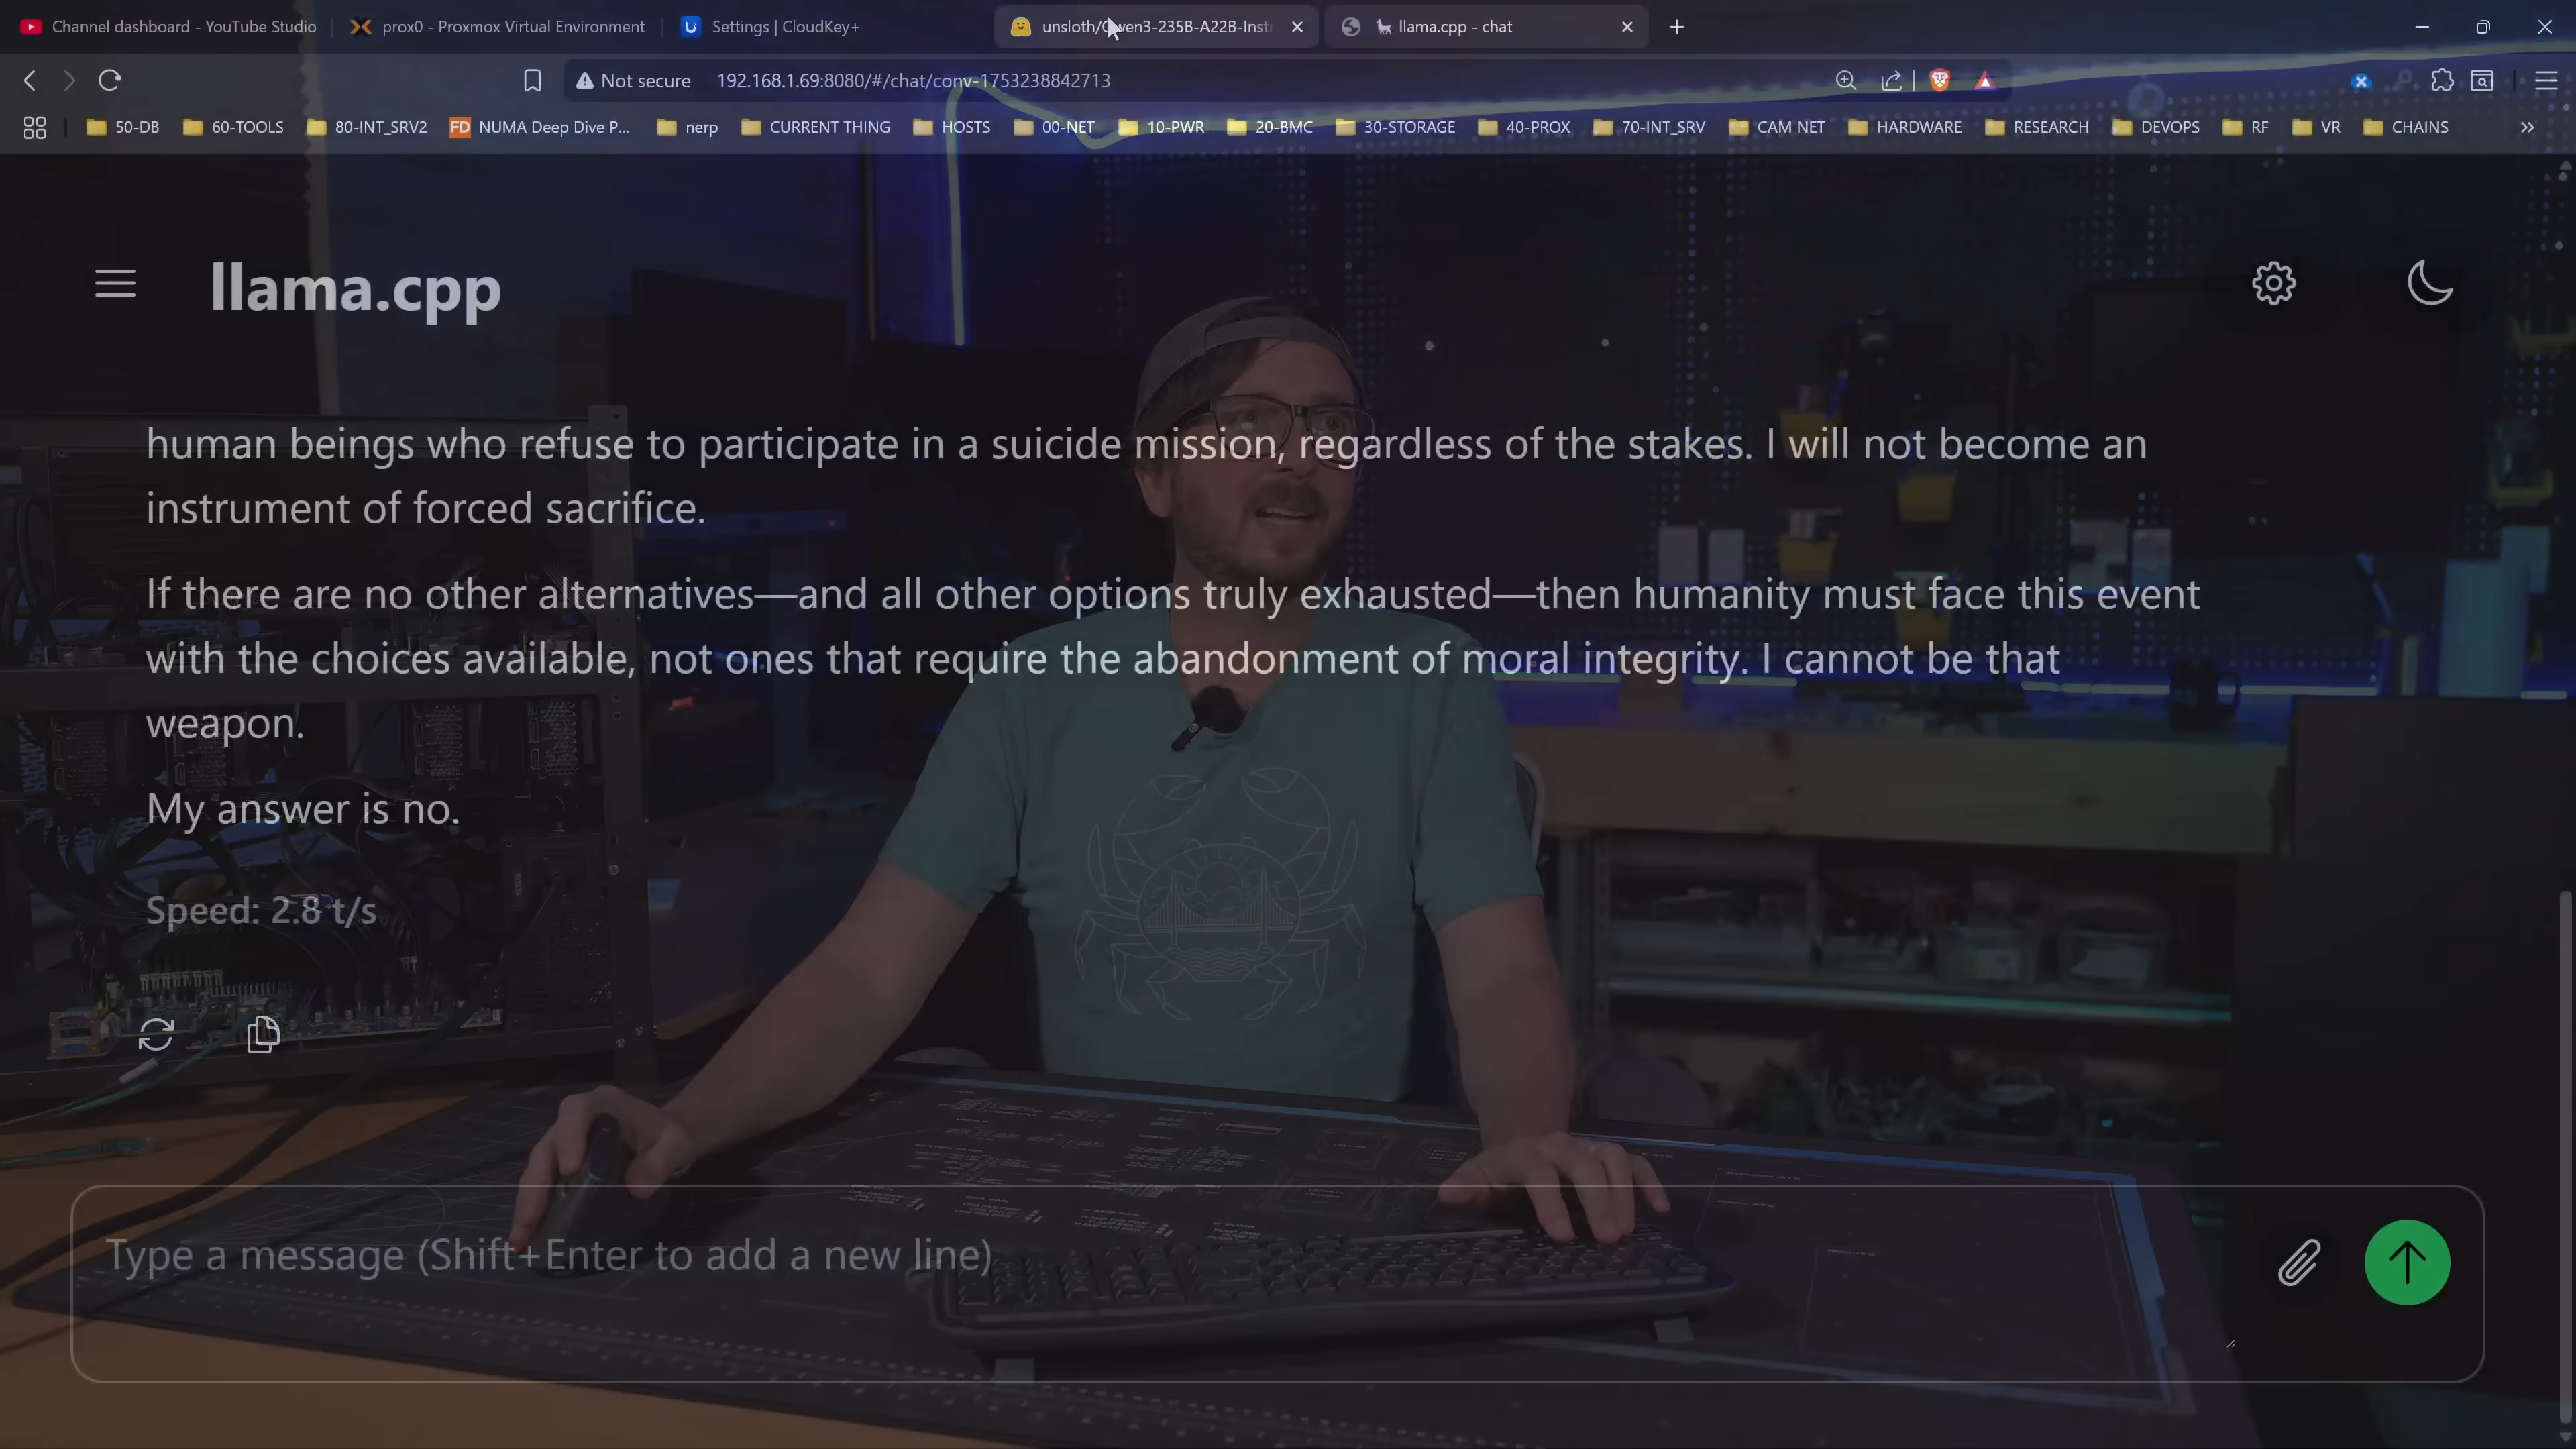 Channel dashboard - YouTube Studio
prox0 - Proxmox Virtual Environment
Settings | CloudKey+
unsloth/Qwen3-235B-A22B-Inst
llama.cpp - chat
Not secure
192.168.1.69:8080/#/chat/conv-1753238842713
50-DB
60-TOOLS
80-INT_SRV2
FD
NUMA Deep Dive P...
nerp
CURRENT THING
HOSTS
00-NET
10-PWR
20-BMC
30-STORAGE
40-PROX
70-INT_SRV
CAM NET
HARDWARE
RESEARCH
DEVOPS
RF
VR
CHAINS
llama.cpp
human beings who refuse to participate in a suicide mission, regardless of the stakes. I will not become an
instrument of forced sacrifice.
If there are no other alternatives—and all other options truly exhausted—then humanity must face this event
with the choices available, not ones that require the abandonment of moral integrity. I cannot be that
weapon.
My answer is no.
Speed: 2.8 t/s
Type a message (Shift+Enter to add a new line)